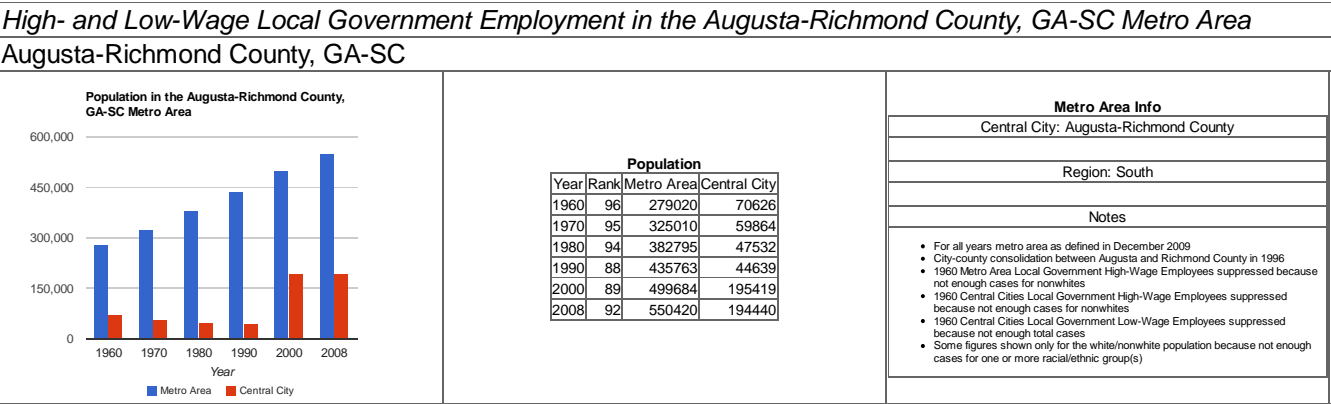 High- and Low-Wage Local Government Employment in the Augusta-Richmond County, GA-SC Metro Area
Augusta-Richmond County, GA-SC
Population in the Augusta-Richmond County,
GA-SC Metro Area
600,000
450,000
300,000
150,000
0
1960 1970 1980 1990 2000 2008
Year
Metro Area Central City
Population
Year Rank Metro Area Central City
1960 96 279020 70626
1970 95 325010 59864
1980 94 382795 47532
1990 88 435763 44639
2000 89 499684 195419
2008 92 550420 194440
Metro Area Info
Central City: Augusta-Richmond County
Region: South
Notes
• For all years metro area as defined in December 2009
• City-county consolidation between Augusta and Richmond County in 1996
• 1960 Metro Area Local Government High-Wage Employees suppressed because
not enough cases for nonwhites
• 1960 Central Cities Local Government High-Wage Employees suppressed
because not enough cases for nonwhites
• 1960 Central Cities Local Government Low-Wage Employees suppressed
because not enough total cases
• Some figures shown only for the white/nonwhite population because not enough
cases for one or more racial/ethnic group(s)